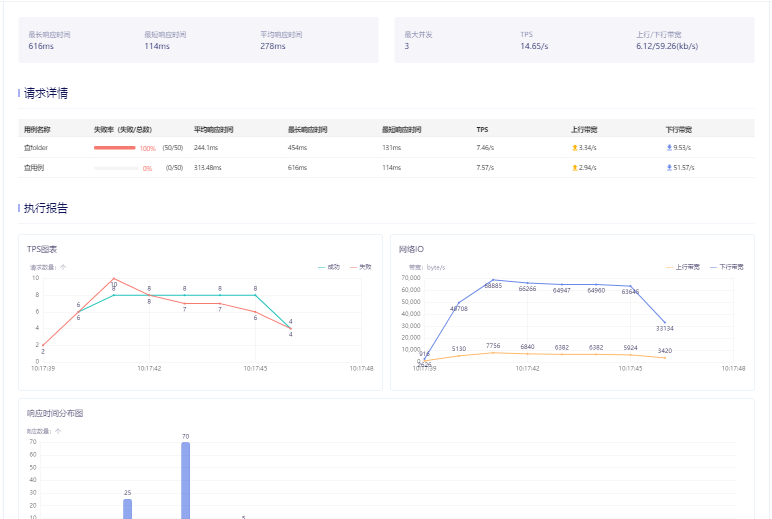 最长响应时间 最短响应时间 平均响应时间 最大并发 TPS 上行/下行带宽
616ms 114ms 278ms 3 14.65/s 6.12/59.26(kb/s)
请求详情
用例名称 失败率（失败/总数） 平均响应时间 最长响应时间 最短响应时间 TPS 上行带宽 下行带宽
查folder 100% (50/50) 244.1ms 454ms 131ms 7.46/s 3.34/s 9.53/s
查用例 0% (0/50) 313.48ms 616ms 114ms 7.57/s 2.94/s 51.57/s
执行报告
TPS图表
请求数量：个 成功 失败
10
8
6
4
2
0
2 6 6 10 8 8 8 8 7 8 7 8 6 4 4
10:17:39 10:17:42 10:17:45 10:17:48
网络IO
带宽：byte/s 上行带宽 下行带宽
70,000
60,000
50,000
40,000
30,000
20,000
10,000
0
49708 68885 66266 64947 64960 63645 33134
916 5130 7756 6840 6382 6382 5924 3420
10:17:39 10:17:42 10:17:45 10:17:48
响应时间分布图
响应数量：个
70
60
50
40
30
20
10
25 70 5